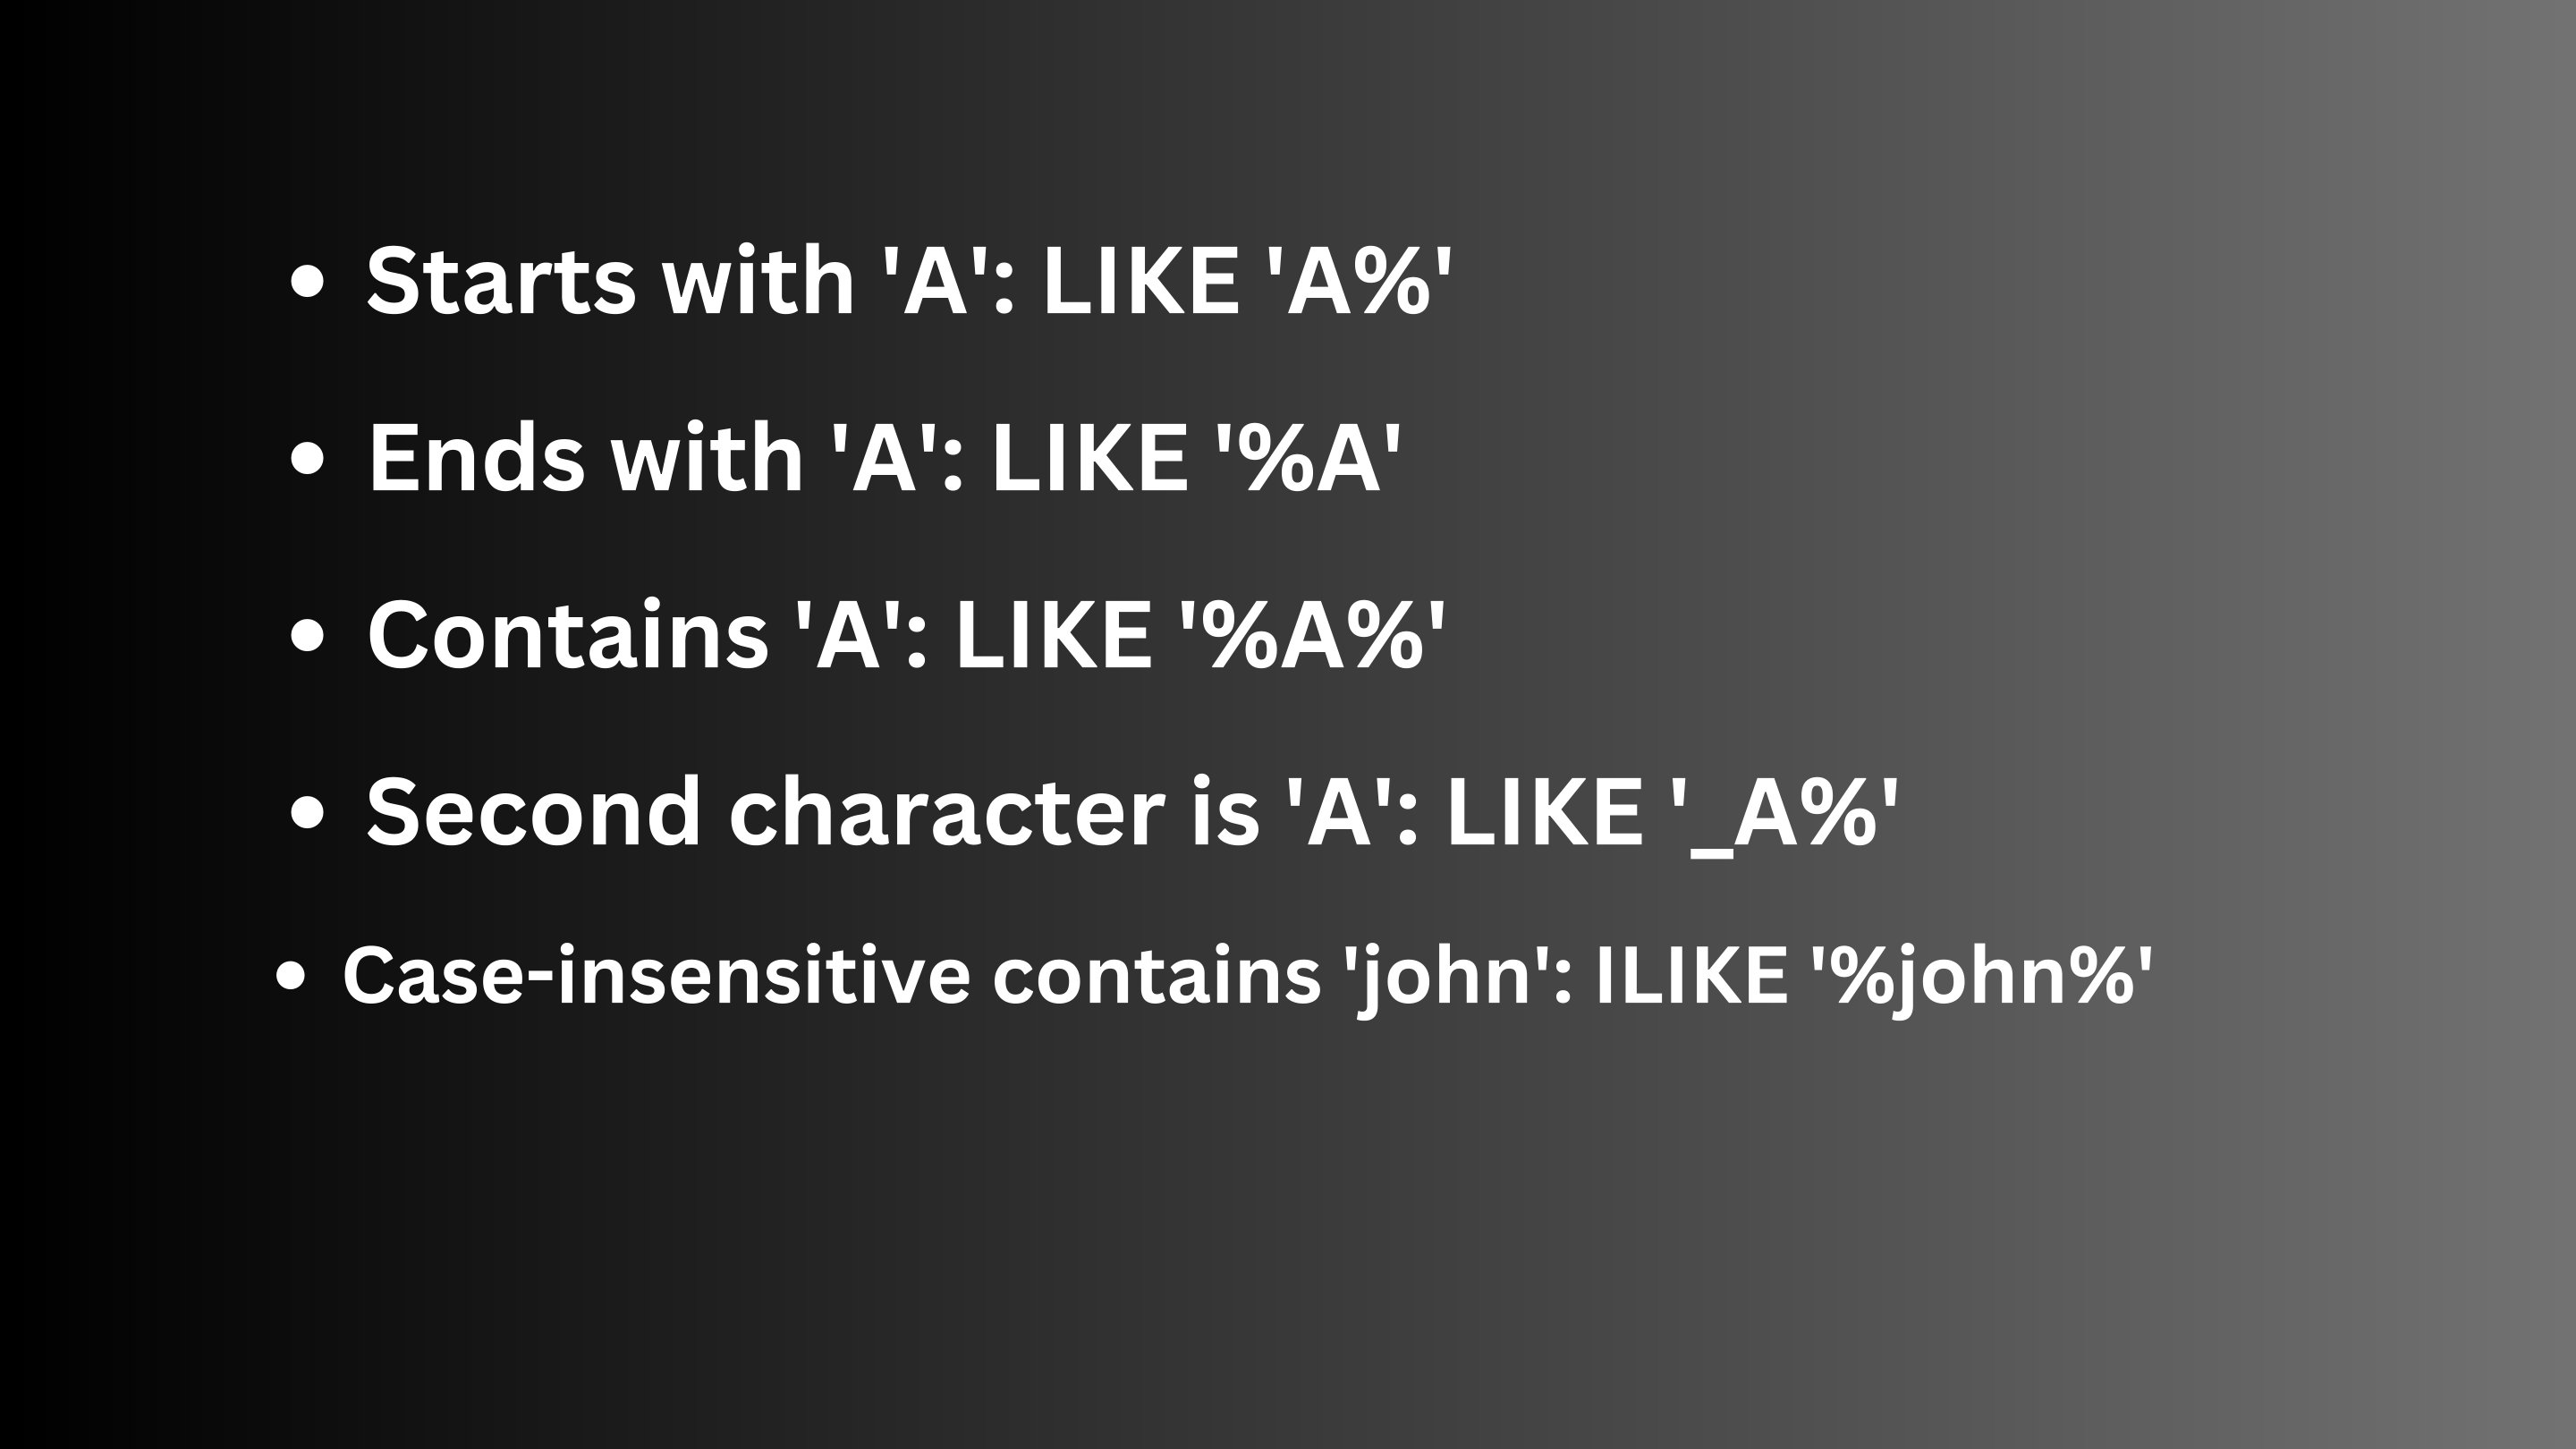 • Starts with 'A': LIKE 'A%'
• Ends with 'A': LIKE '%A'
• Contains 'A': LIKE '%A%'
• Second character is 'A': LIKE '_A%'
• Case-insensitive contains 'john': ILIKE '%john%'